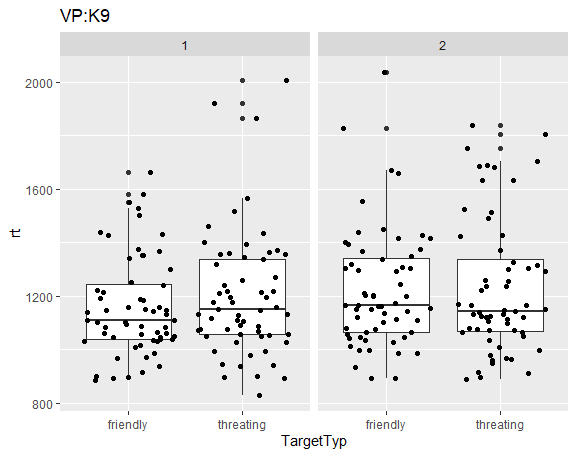 VP:K9
1 2
rt
2000
1600
1200
800
friendly threating friendly threating
TargetTyp